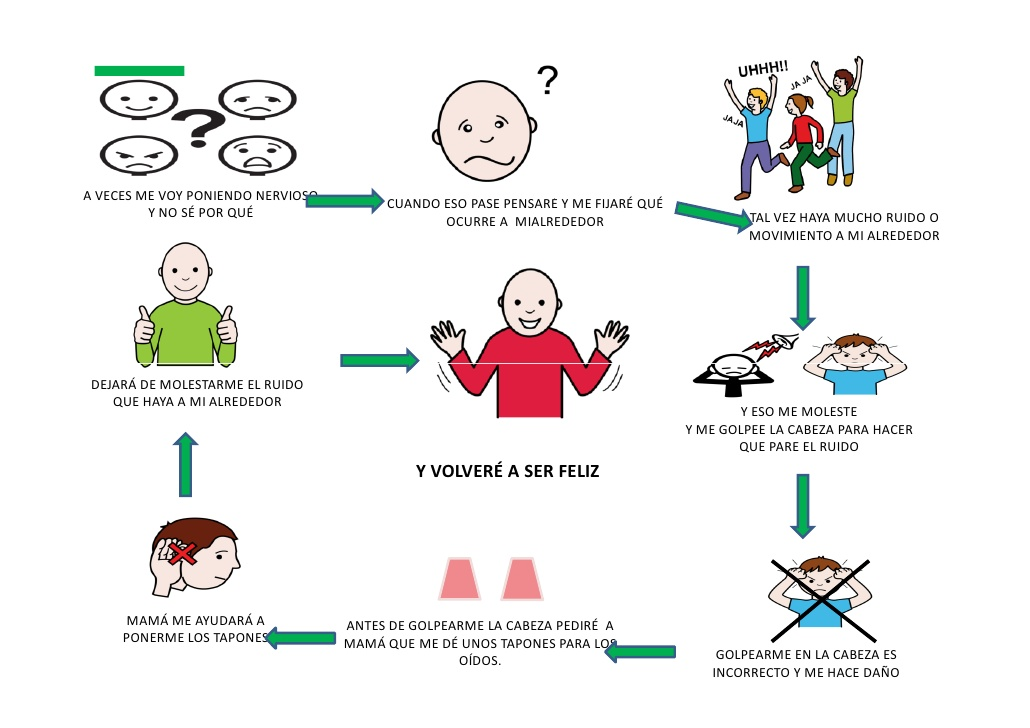 A VECES ME VOY PONIENDO NERVIOSO
Y NO SÉ POR QUÉ
?
CUANDO ESO PASE PENSARE Y ME FIJARÉ QUÉ
OCURRE A MIALREDEDOR
UHHH!!
JA JA
JAJA
TAL VEZ HAYA MUCHO RUIDO O
MOVIMIENTO A MI ALREDEDOR
Y ESO ME MOLESTE
Y ME GOLPEE LA CABEZA PARA HACER
QUE PARE EL RUIDO
GOLPEARME EN LA CABEZA ES
INCORRECTO Y ME HACE DAÑO
ANTES DE GOLPEARME LA CABEZA PEDIRÉ A
MAMÁ QUE ME DÉ UNOS TAPONES PARA LOS
OÍDOS.
MAMÁ ME AYUDARÁ A
PONERME LOS TAPONES
DEJARÁ DE MOLESTARME EL RUIDO
QUE HAYA A MI ALREDEDOR
Y VOLVERÉ A SER FELIZ